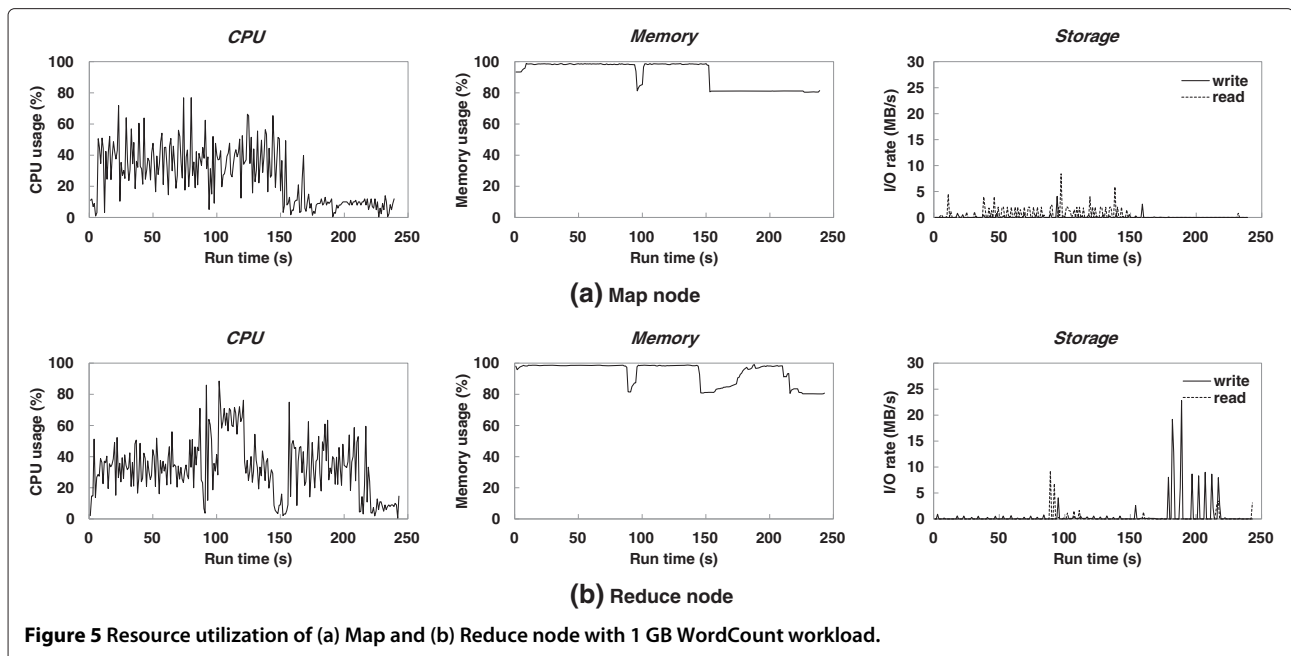 CPU
Memory
Storage
CPU usage (%)
100
80
60
40
20
0
0 50 100 150 200 250
Run time (s)
Memory usage (%)
100
80
60
40
20
0
0 50 100 150 200 250
Run time (s)
I/O rate (MB/s)
30
25
20
15
10
5
0
write
read
0 50 100 150 200 250
Run time (s)
(a) Map node
CPU
Memory
Storage
CPU usage (%)
100
80
60
40
20
0
0 50 100 150 200 250
Run time (s)
Memory usage (%)
100
80
60
40
20
0
0 50 100 150 200 250
Run time (s)
I/O rate (MB/s)
30
25
20
15
10
5
0
write
read
0 50 100 150 200 250
Run time (s)
(b) Reduce node
Figure 5 Resource utilization of (a) Map and (b) Reduce node with 1 GB WordCount workload.